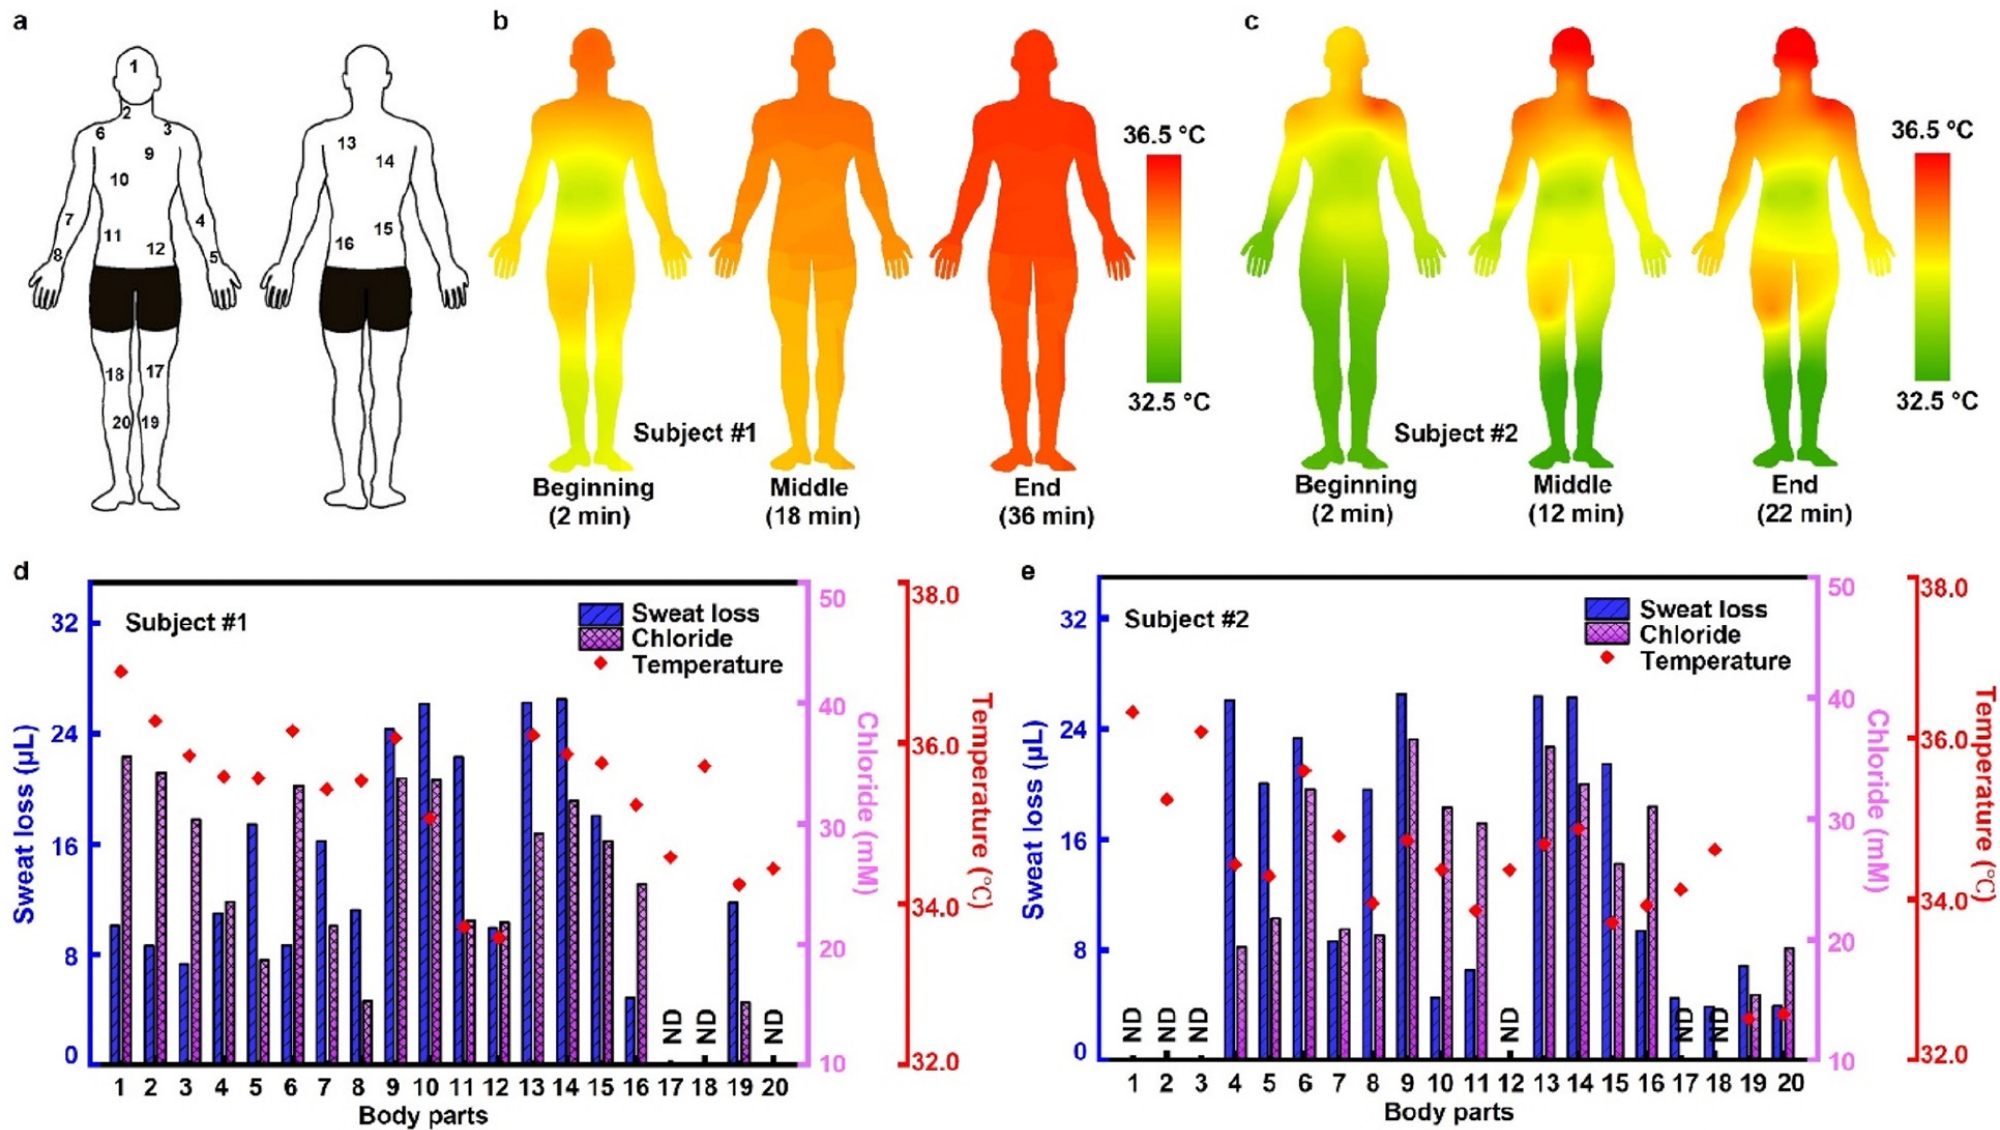 a
b
c
1
2
6
3
9
10
7
4
11
12
8
5
18
17
20
19
13
14
15
16
36.5 °C
32.5 °C
Subject #1
Beginning
(2 min)
Middle
(18 min)
End
(36 min)
36.5 °C
32.5 °C
Subject #2
Beginning
(2 min)
Middle
(12 min)
End
(22 min)
d
Subject #1
Sweat loss
Chloride
Temperature
Sweat loss (µL)
32
24
16
8
0
50
40
30
20
10
Chloride (mM)
38.0
36.0
34.0
32.0
Temperature (°C)
ND
ND
ND
1 2 3 4 5 6 7 8 9 10 11 12 13 14 15 16 17 18 19 20
Body parts
e
Subject #2
Sweat loss
Chloride
Temperature
Sweat loss (µL)
32
24
16
8
0
50
40
30
20
10
Chloride (mM)
38.0
36.0
34.0
32.0
Temperature (°C)
ND
ND
ND
ND
ND
ND
1 2 3 4 5 6 7 8 9 10 11 12 13 14 15 16 17 18 19 20
Body parts